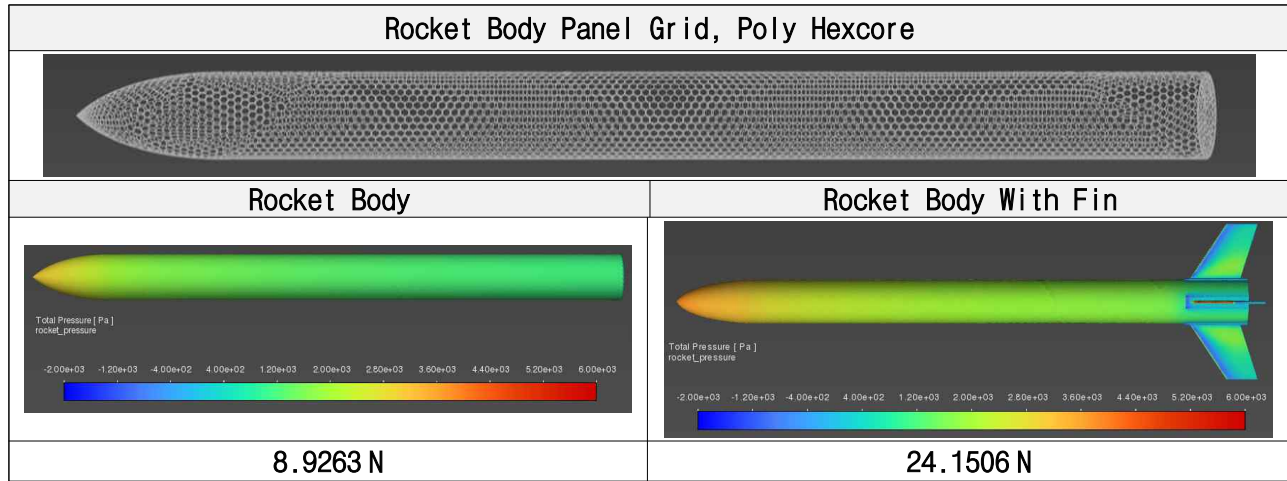 Rocket Body Panel Grid, Poly Hexcore
Rocket Body
Rocket Body With Fin
Total Pressure [ Pa ]
rocket_pressure
-2.00e+03 -1.20e+03 -4.00e+02 4.00e+02 1.20e+03 2.00e+03 2.80e+03 3.60e+03 4.40e+03 5.20e+03 6.00e+03
Total Pressure [ Pa ]
rocket_pressure
-2.00e+03 -1.20e+03 -4.00e+02 4.00e+02 1.20e+03 2.00e+03 2.80e+03 3.60e+03 4.40e+03 5.20e+03 6.00e+03
8.9263 N
24.1506 N